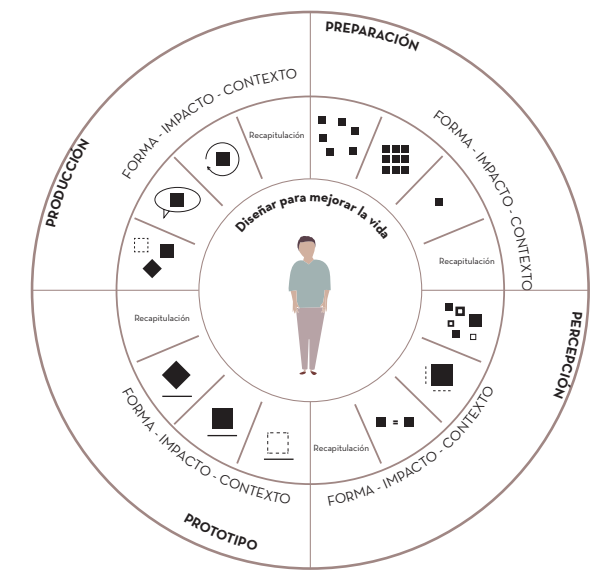 PREPARACIÓN
FORMA - IMPACTO - CONTEXTO
Recapitulación
PERCEPCIÓN
FORMA - IMPACTO - CONTEXTO
Recapitulación
PROTOTIPO
FORMA - IMPACTO - CONTEXTO
Recapitulación
PRODUCCIÓN
FORMA - IMPACTO - CONTEXTO
Recapitulación
Diseñar para mejorar la vida